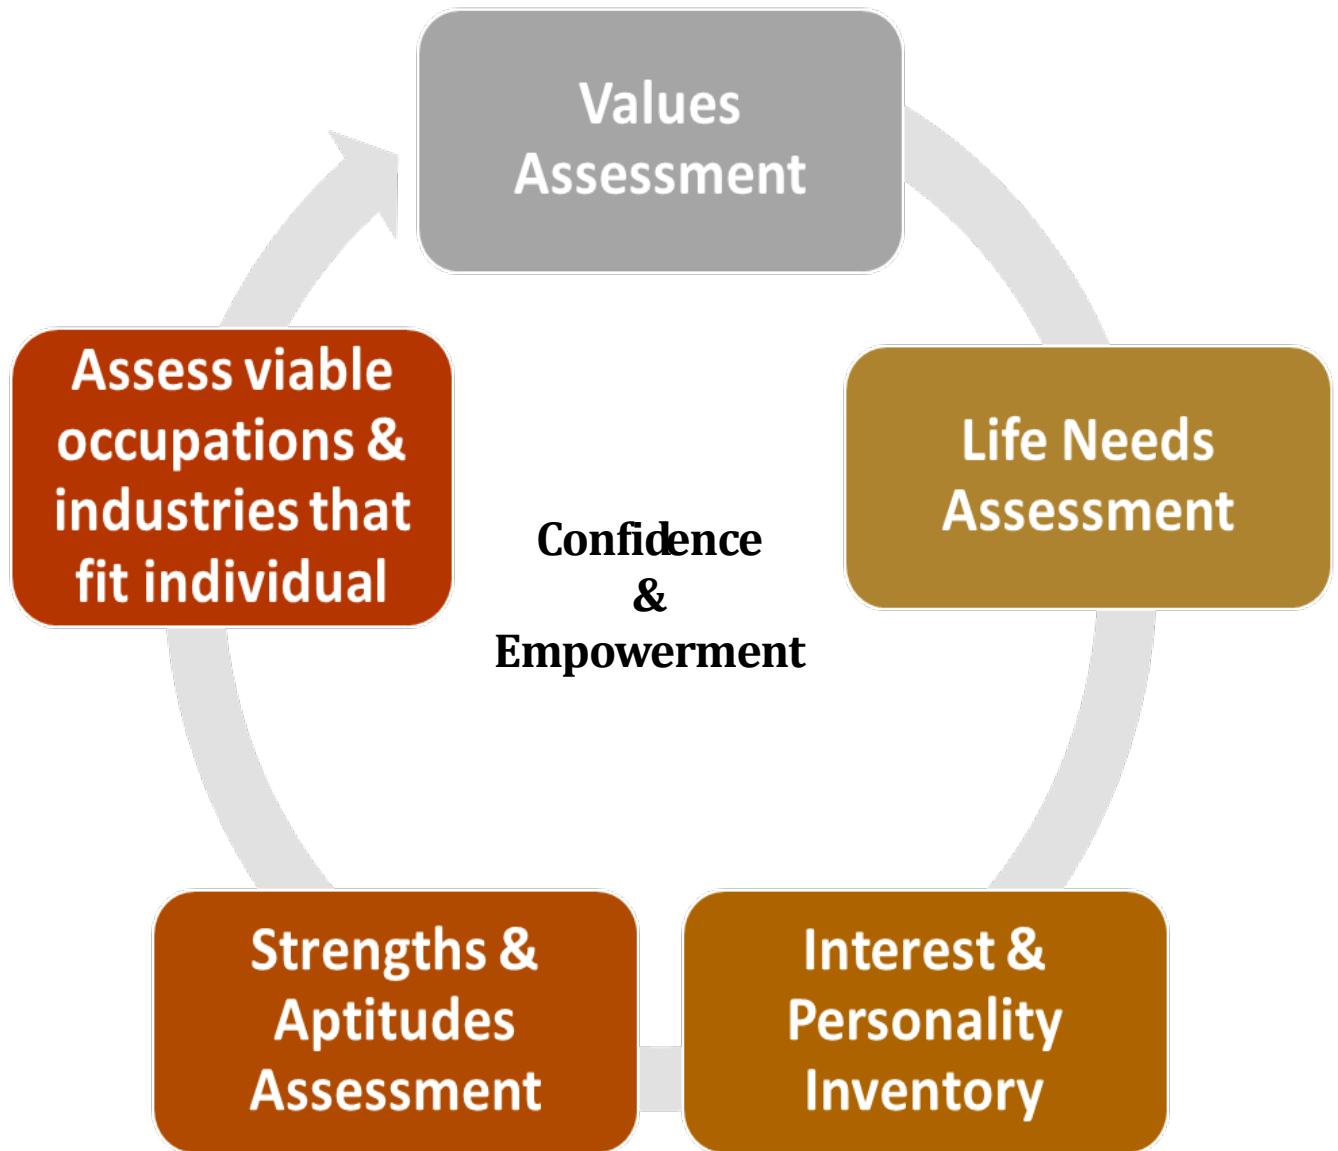 Values
Assessment
Life Needs
Assessment
Interest &
Personality
Inventory
Strengths &
Aptitudes
Assessment
Assess viable
occupations &
industries that
fit individual
Confidence
&
Empowerment